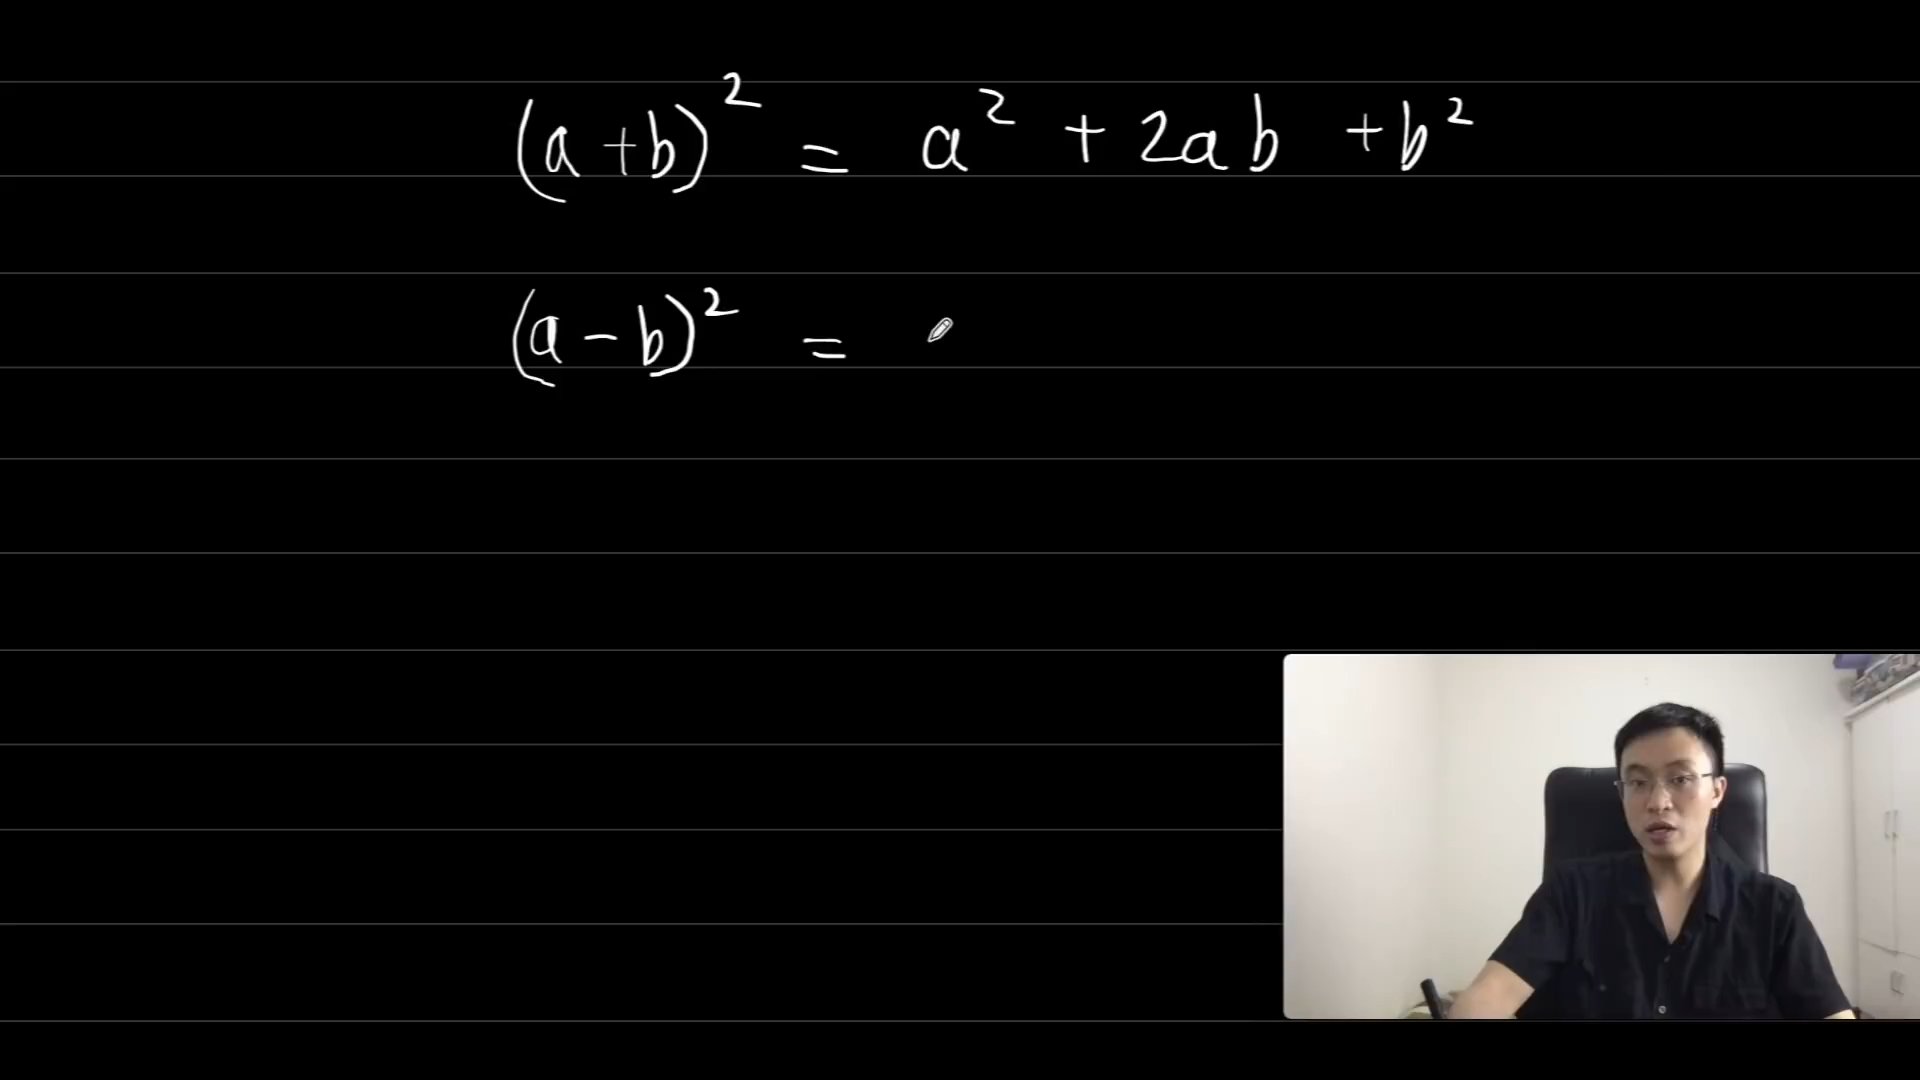 (a+b)² = a² + 2ab + b²
(a-b)² =